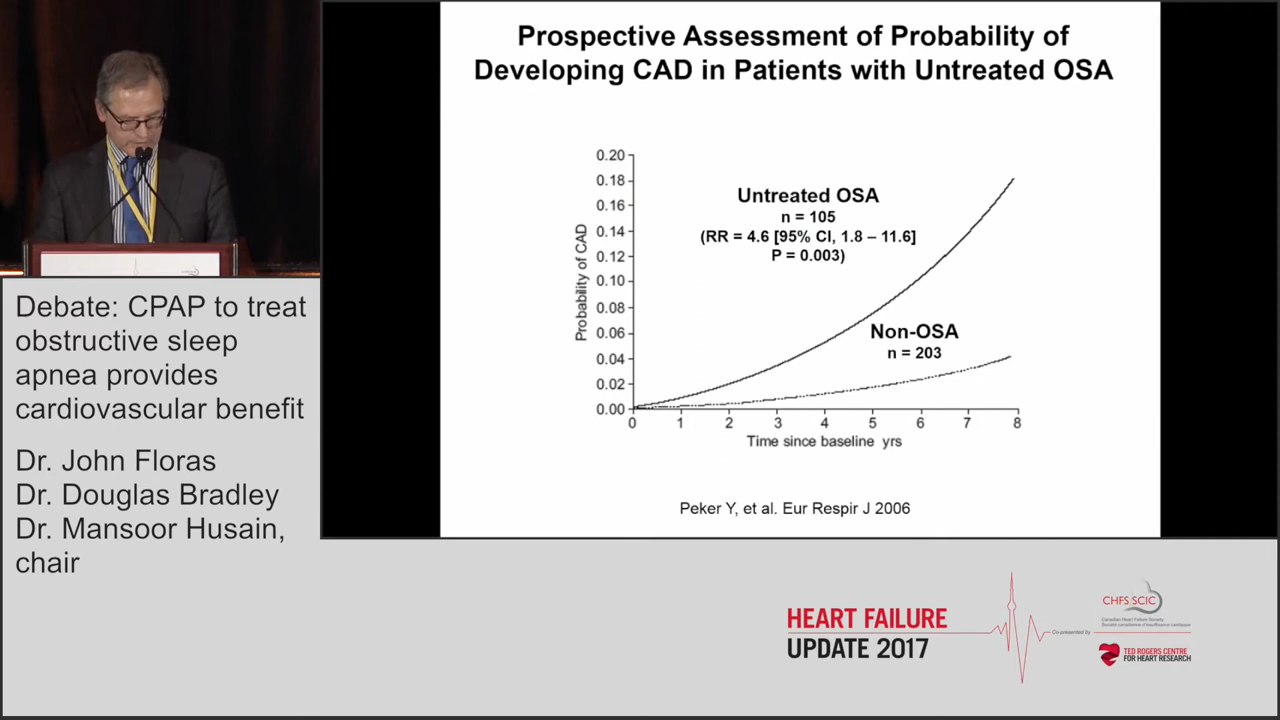 Prospective Assessment of Probability of
Developing CAD in Patients with Untreated OSA
0.20
0.18
0.16
0.14
0.12
0.10
0.08
0.06
0.04
0.02
0.00
Probability of CAD
Untreated OSA
n = 105
(RR = 4.6 [95% CI, 1.8 – 11.6]
P = 0.003)
Non-OSA
n = 203
0 1 2 3 4 5 6 7 8
Time since baseline yrs
Peker Y, et al. Eur Respir J 2006
Debate: CPAP to treat
obstructive sleep
apnea provides
cardiovascular benefit
Dr. John Floras
Dr. Douglas Bradley
Dr. Mansoor Husain,
chair
HEART FAILURE
UPDATE 2017
Co-presented by
CHFS/SCIC
Canadian Heart Failure Society
Société canadienne d'insuffisance cardiaque
TED ROGERS CENTRE
FOR HEART RESEARCH